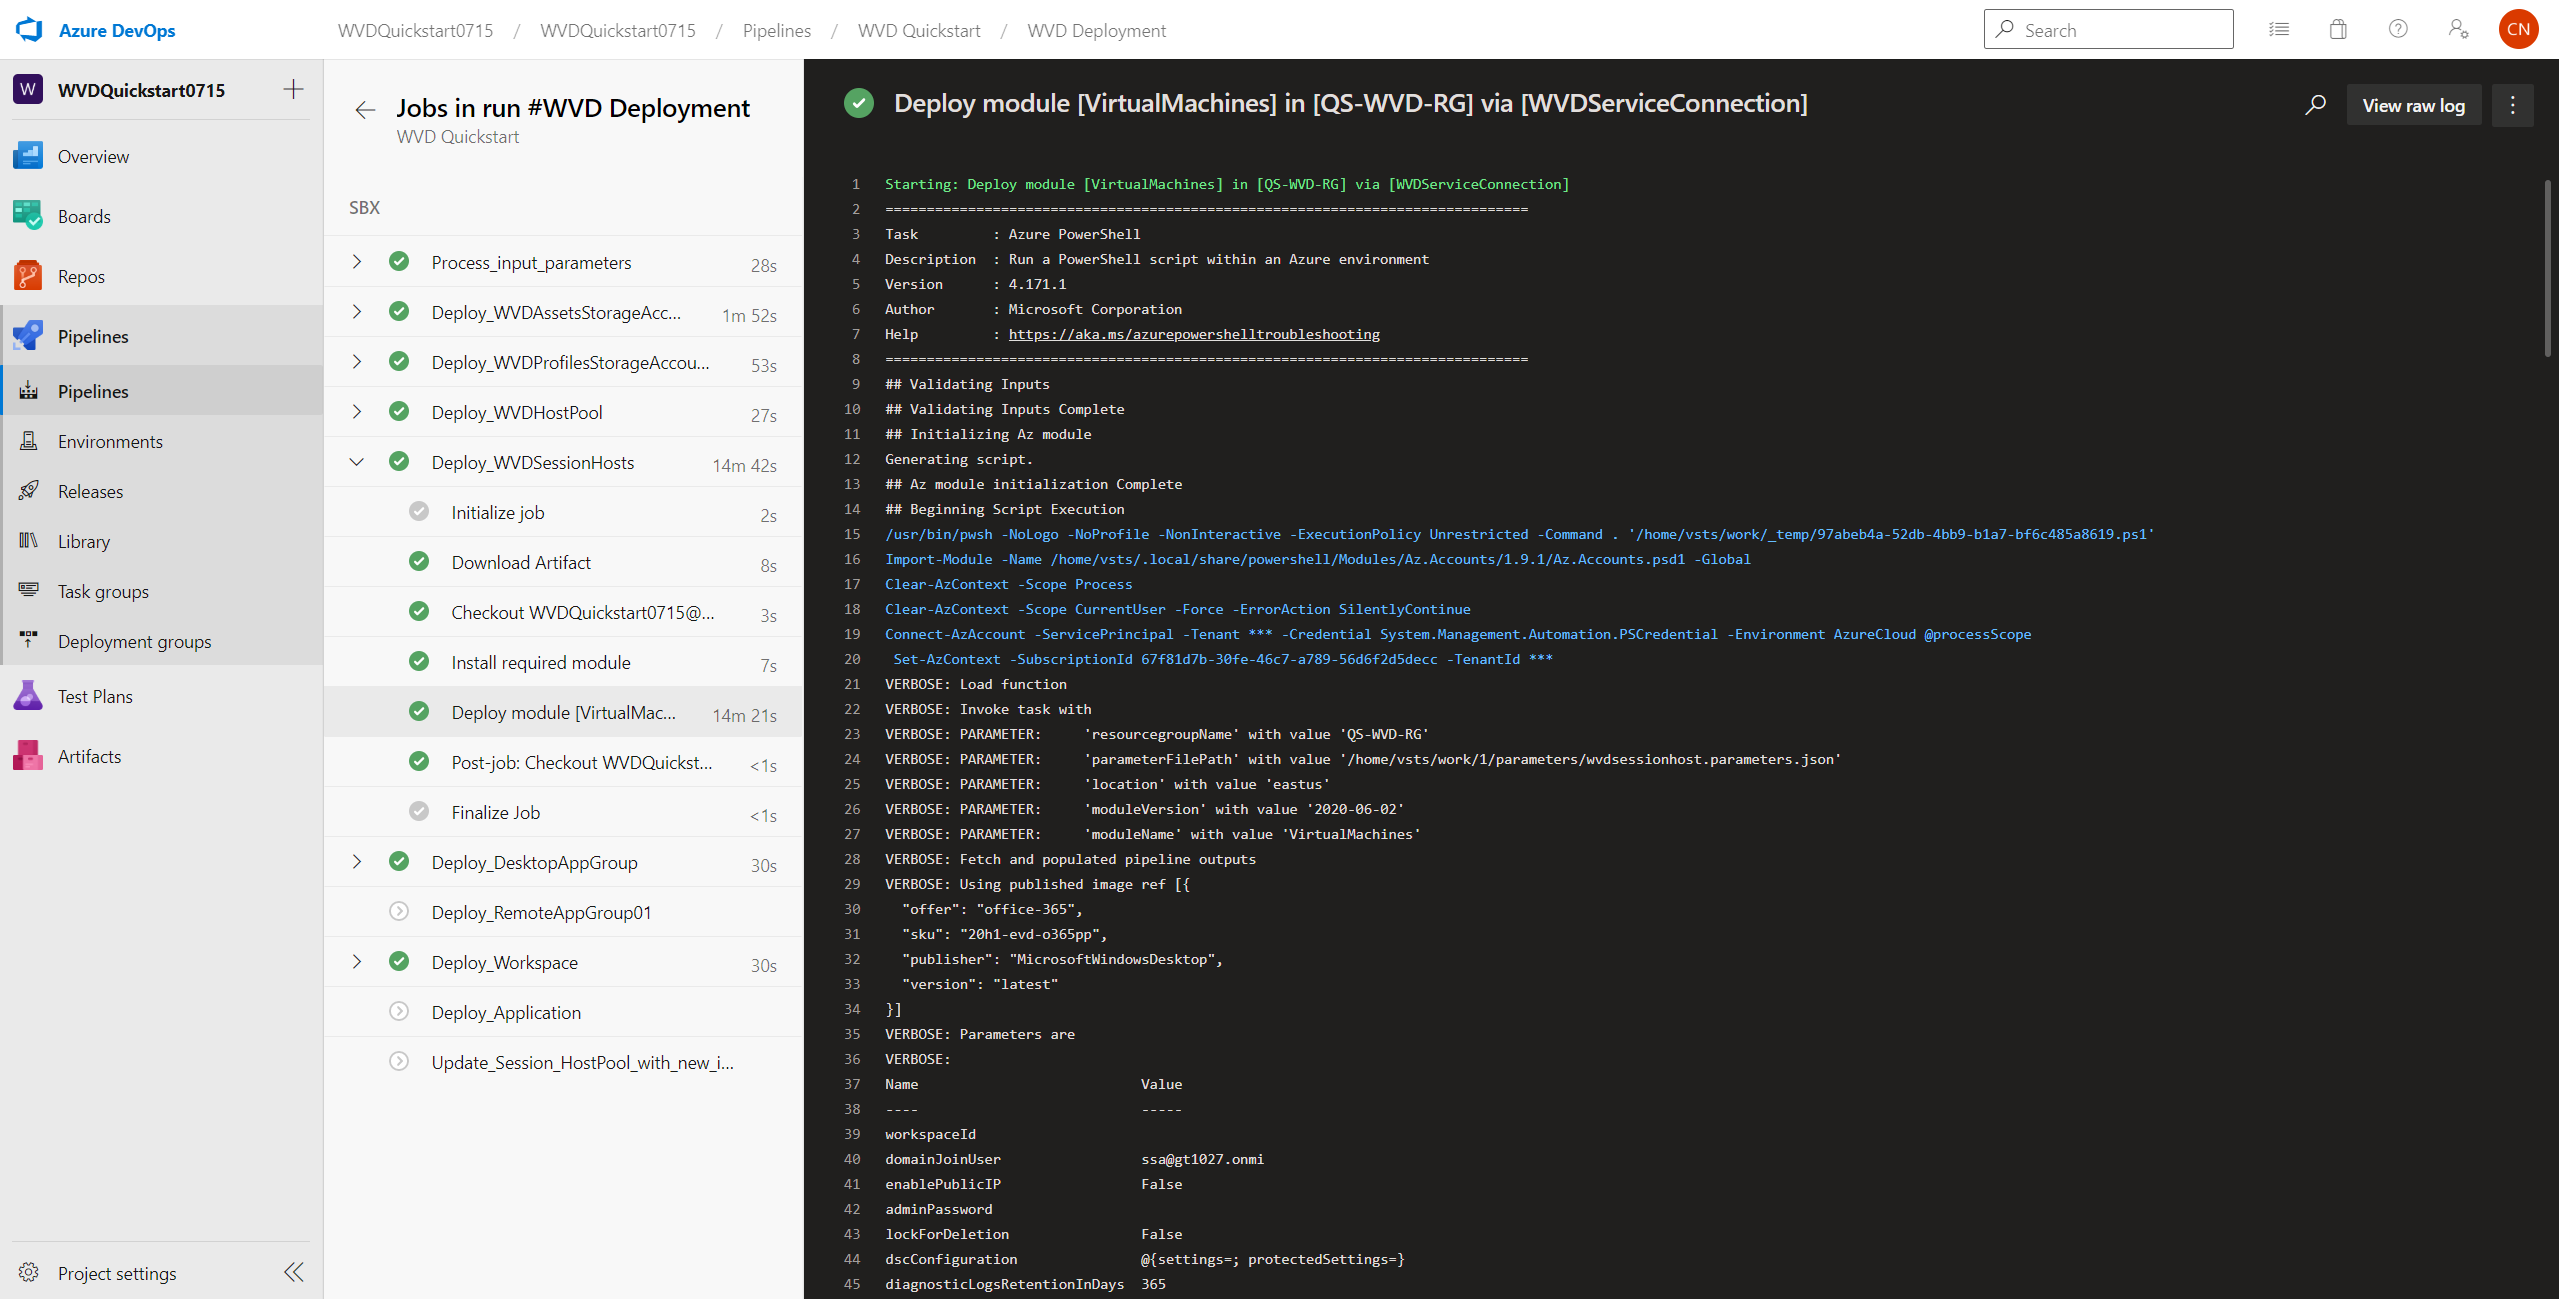 Azure DevOps
WVDQuickstart0715 / WVDQuickstart0715 / Pipelines / WVD Quickstart / WVD Deployment
Search
CN
W WVDQuickstart0715
Overview
Boards
Repos
Pipelines
Pipelines
Environments
Releases
Library
Task groups
Deployment groups
Test Plans
Artifacts
Project settings
Jobs in run #WVD Deployment
WVD Quickstart
SBX
Process_input_parameters 28s
Deploy_WVDAssetsStorageAcc... 1m 52s
Deploy_WVDProfilesStorageAccou... 53s
Deploy_WVDHostPool 27s
Deploy_WVDSessionHosts 14m 42s
Initialize job 2s
Download Artifact 8s
Checkout WVDQuickstart0715@... 3s
Install required module 7s
Deploy module [VirtualMac... 14m 21s
Post-job: Checkout WVDQuickst... <1s
Finalize Job <1s
Deploy_DesktopAppGroup 30s
Deploy_RemoteAppGroup01
Deploy_Workspace 30s
Deploy_Application
Update_Session_HostPool_with_new_i...
Deploy module [VirtualMachines] in [QS-WVD-RG] via [WVDServiceConnection]
View raw log
1 Starting: Deploy module [VirtualMachines] in [QS-WVD-RG] via [WVDServiceConnection]
2 ==============================================================================
3 Task         : Azure PowerShell
4 Description  : Run a PowerShell script within an Azure environment
5 Version      : 4.171.1
6 Author       : Microsoft Corporation
7 Help         : https://aka.ms/azurepowershelltroubleshooting
8 ==============================================================================
9 ## Validating Inputs
10 ## Validating Inputs Complete
11 ## Initializing Az module
12 Generating script.
13 ## Az module initialization Complete
14 ## Beginning Script Execution
15 /usr/bin/pwsh -NoLogo -NoProfile -NonInteractive -ExecutionPolicy Unrestricted -Command . '/home/vsts/work/_temp/97abeb4a-52db-4bb9-b1a7-bf6c485a8619.ps1'
16 Import-Module -Name /home/vsts/.local/share/powershell/Modules/Az.Accounts/1.9.1/Az.Accounts.psd1 -Global
17 Clear-AzContext -Scope Process
18 Clear-AzContext -Scope CurrentUser -Force -ErrorAction SilentlyContinue
19 Connect-AzAccount -ServicePrincipal -Tenant *** -Credential System.Management.Automation.PSCredential -Environment AzureCloud @processScope
20  Set-AzContext -SubscriptionId 67f81d7b-30fe-46c7-a789-56d6f2d5decc -TenantId ***
21 VERBOSE: Load function
22 VERBOSE: Invoke task with
23 VERBOSE: PARAMETER:     'resourcegroupName' with value 'QS-WVD-RG'
24 VERBOSE: PARAMETER:     'parameterFilePath' with value '/home/vsts/work/1/parameters/wvdsessionhost.parameters.json'
25 VERBOSE: PARAMETER:     'location' with value 'eastus'
26 VERBOSE: PARAMETER:     'moduleVersion' with value '2020-06-02'
27 VERBOSE: PARAMETER:     'moduleName' with value 'VirtualMachines'
28 VERBOSE: Fetch and populated pipeline outputs
29 VERBOSE: Using published image ref [{
30   "offer": "office-365",
31   "sku": "20h1-evd-o365pp",
32   "publisher": "MicrosoftWindowsDesktop",
33   "version": "latest"
34 }]
35 VERBOSE: Parameters are
36 VERBOSE:
37 Name                           Value
38 ----                           -----
39 workspaceId
40 domainJoinUser                 ssa@gt1027.onmi
41 enablePublicIP                 False
42 adminPassword
43 lockForDeletion                False
44 dscConfiguration               @{settings=; protectedSettings=}
45 diagnosticLogsRetentionInDays  365